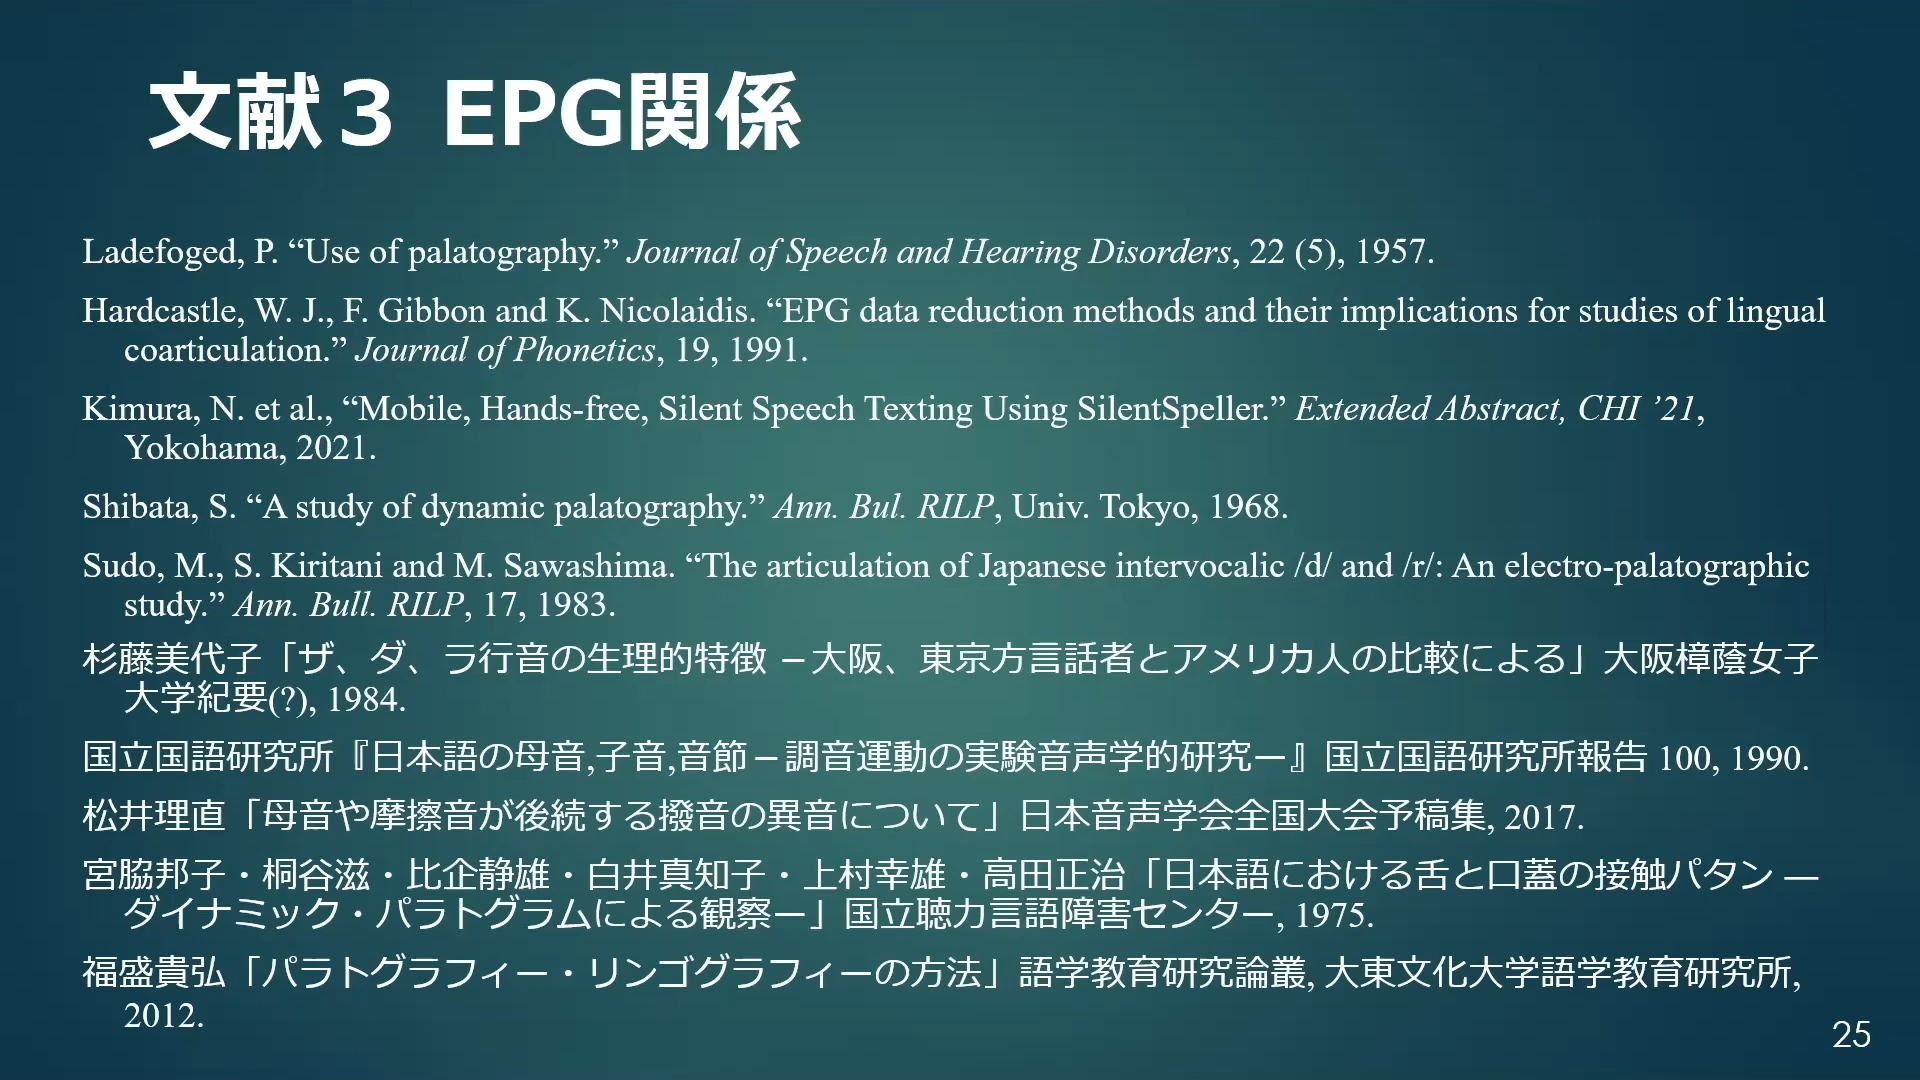 文献３ EPG関係
Ladefoged, P. “Use of palatography.” Journal of Speech and Hearing Disorders, 22 (5), 1957.
Hardcastle, W. J., F. Gibbon and K. Nicolaidis. “EPG data reduction methods and their implications for studies of lingual
coarticulation.” Journal of Phonetics, 19, 1991.
Kimura, N. et al., “Mobile, Hands-free, Silent Speech Texting Using SilentSpeller.” Extended Abstract, CHI ’21,
Yokohama, 2021.
Shibata, S. “A study of dynamic palatography.” Ann. Bul. RILP, Univ. Tokyo, 1968.
Sudo, M., S. Kiritani and M. Sawashima. “The articulation of Japanese intervocalic /d/ and /r/: An electro-palatographic
study.” Ann. Bull. RILP, 17, 1983.
杉藤美代子「ザ、ダ、ラ行音の生理的特徴 －大阪、東京方言話者とアメリカ人の比較による」大阪樟蔭女子
大学紀要(?), 1984.
国立国語研究所『日本語の母音,子音,音節－調音運動の実験音声学的研究ー』国立国語研究所報告 100, 1990.
松井理直「母音や摩擦音が後続する撥音の異音について」日本音声学会全国大会予稿集, 2017.
宮脇邦子・桐谷滋・比企静雄・白井真知子・上村幸雄・高田正治「日本語における舌と口蓋の接触パタン ―
ダイナミック・パラトグラムによる観察ー」国立聴力言語障害センター, 1975.
福盛貴弘「パラトグラフィー・リンゴグラフィーの方法」語学教育研究論叢, 大東文化大学語学教育研究所,
2012.
25